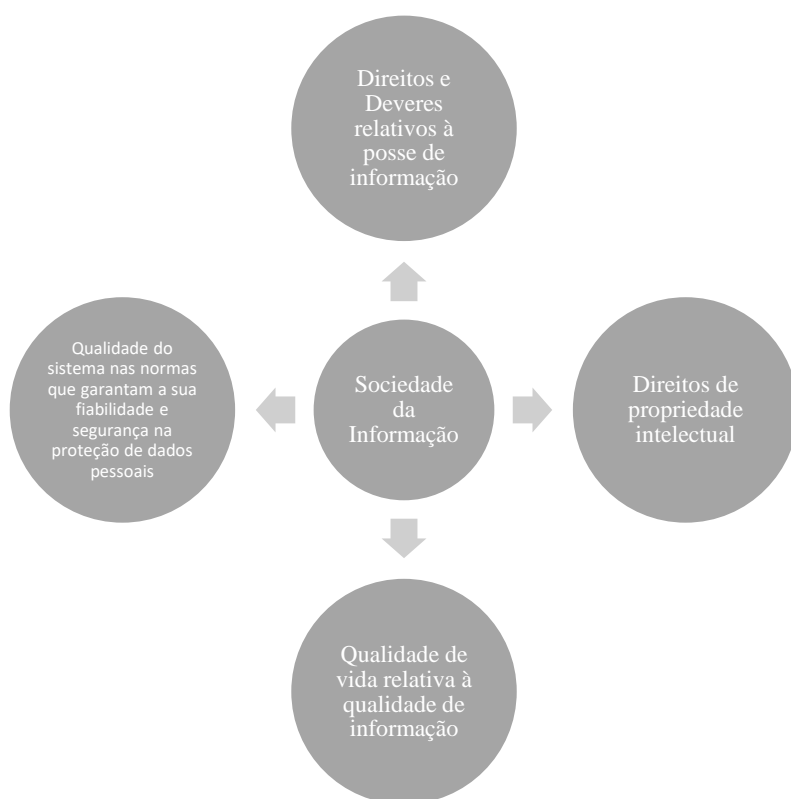 Direitos e
Deveres
relativos à
posse de
informação
Qualidade do
sistema nas normas
que garantam a sua
fiabilidade e
segurança na
proteção de dados
pessoais
Sociedade
da
Informação
Direitos de
propriedade
intelectual
Qualidade de
vida relativa à
qualidade de
informação